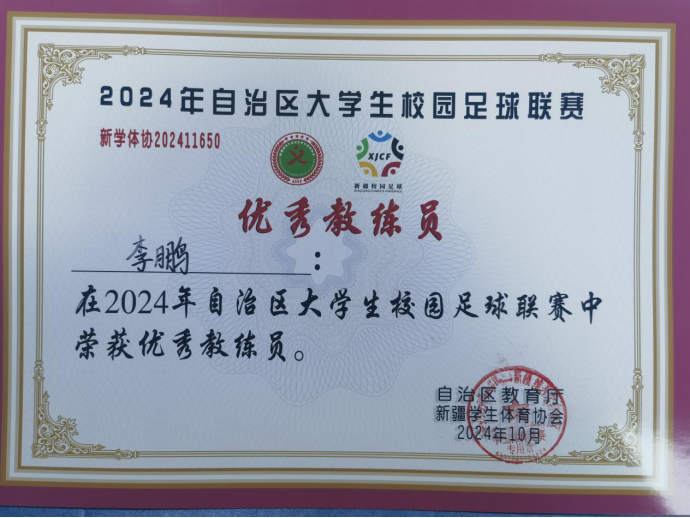 2024年自治区大学生校园足球联赛
新学体协202411650
XJCF
新疆校园足球
优秀教练员
李鹏：
在2024年自治区大学生校园足球联赛中
荣获优秀教练员。
自治区教育厅
新疆学生体育协会
2024年10月